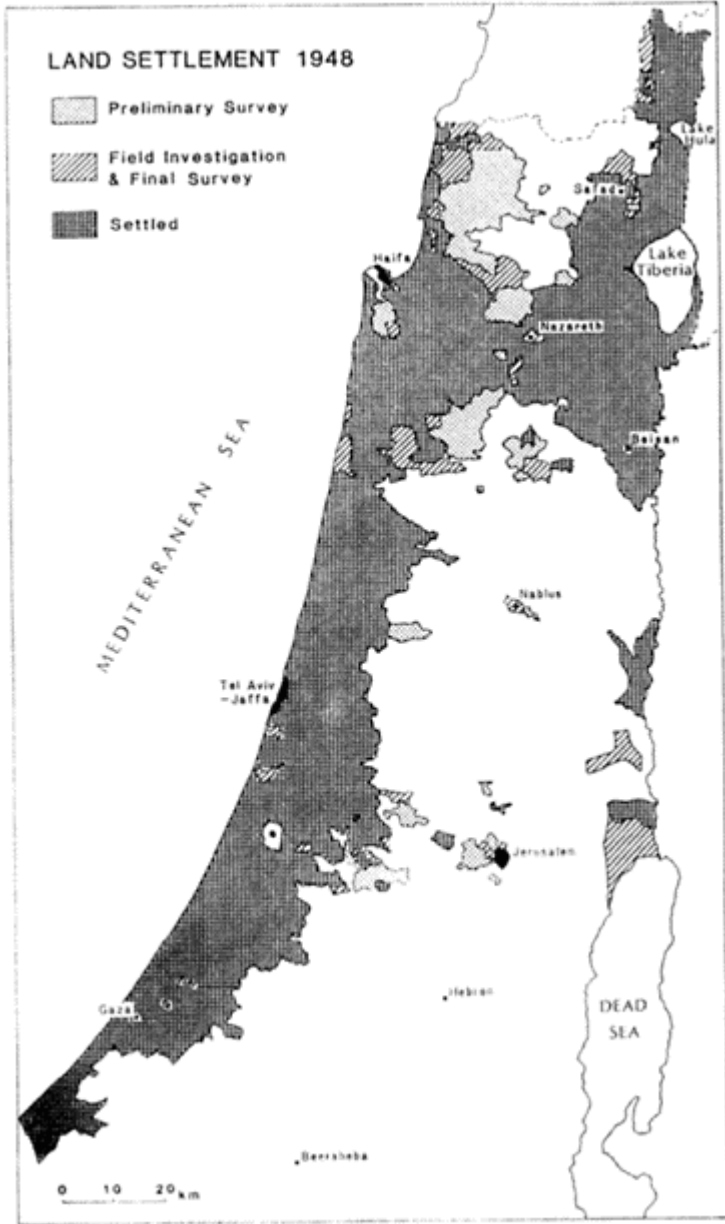 LAND SETTLEMENT 1948
Preliminary Survey
Field Investigation
& Final Survey
Settled
Lake
Hula
Safad
Haifa
Lake
Tiberia
Nazareth
Beisan
MEDITERRANEAN SEA
Nablus
Tel Aviv
-Jaffa
Jerusalem
Hebron
Gaza
DEAD
SEA
Beersheba
0 10 20 km